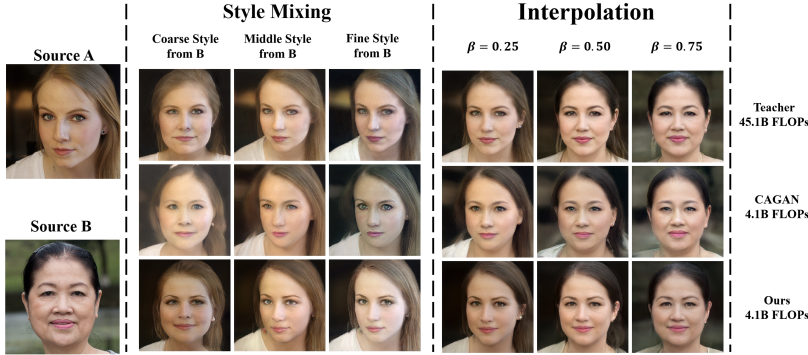 Style Mixing
Interpolation
Source A
Coarse Style
from B
Middle Style
from B
Fine Style
from B
β = 0.25
β = 0.50
β = 0.75
Teacher
45.1B FLOPs
CAGAN
4.1B FLOPs
Source B
Ours
4.1B FLOPs